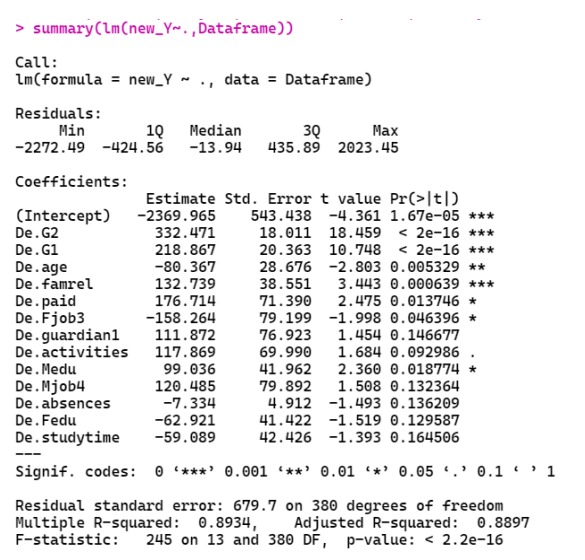 > summary(lm(new_Y~.,Dataframe))
Call:
lm(formula = new_Y ~ ., data = Dataframe)
Residuals:
Min 1Q Median 3Q Max
-2272.49 -424.56 -13.94 435.89 2023.45
Coefficients:
Estimate Std. Error t value Pr(>|t|)
(Intercept) -2369.965 543.438 -4.361 1.67e-05 ***
De.G2 332.471 18.011 18.459 < 2e-16 ***
De.G1 218.867 20.363 10.748 < 2e-16 ***
De.age -80.367 28.676 -2.803 0.005329 **
De.famrel 132.739 38.551 3.443 0.000639 ***
De.paid 176.714 71.390 2.475 0.013746 *
De.Fjob3 -158.264 79.199 -1.998 0.046396 *
De.guardian1 111.872 76.923 1.454 0.146677
De.activities 117.869 69.990 1.684 0.092986 .
De.Medu 99.036 41.962 2.360 0.018774 *
De.Mjob4 120.485 79.892 1.508 0.132364
De.absences -7.334 4.912 -1.493 0.136209
De.Fedu -62.921 41.422 -1.519 0.129587
De.studytime -59.089 42.426 -1.393 0.164506
---
Signif. codes: 0 ‘***’ 0.001 ‘**’ 0.01 ‘*’ 0.05 ‘.’ 0.1 ‘ ’ 1
Residual standard error: 679.7 on 380 degrees of freedom
Multiple R-squared: 0.8934, Adjusted R-squared: 0.8897
F-statistic: 245 on 13 and 380 DF, p-value: < 2.2e-16